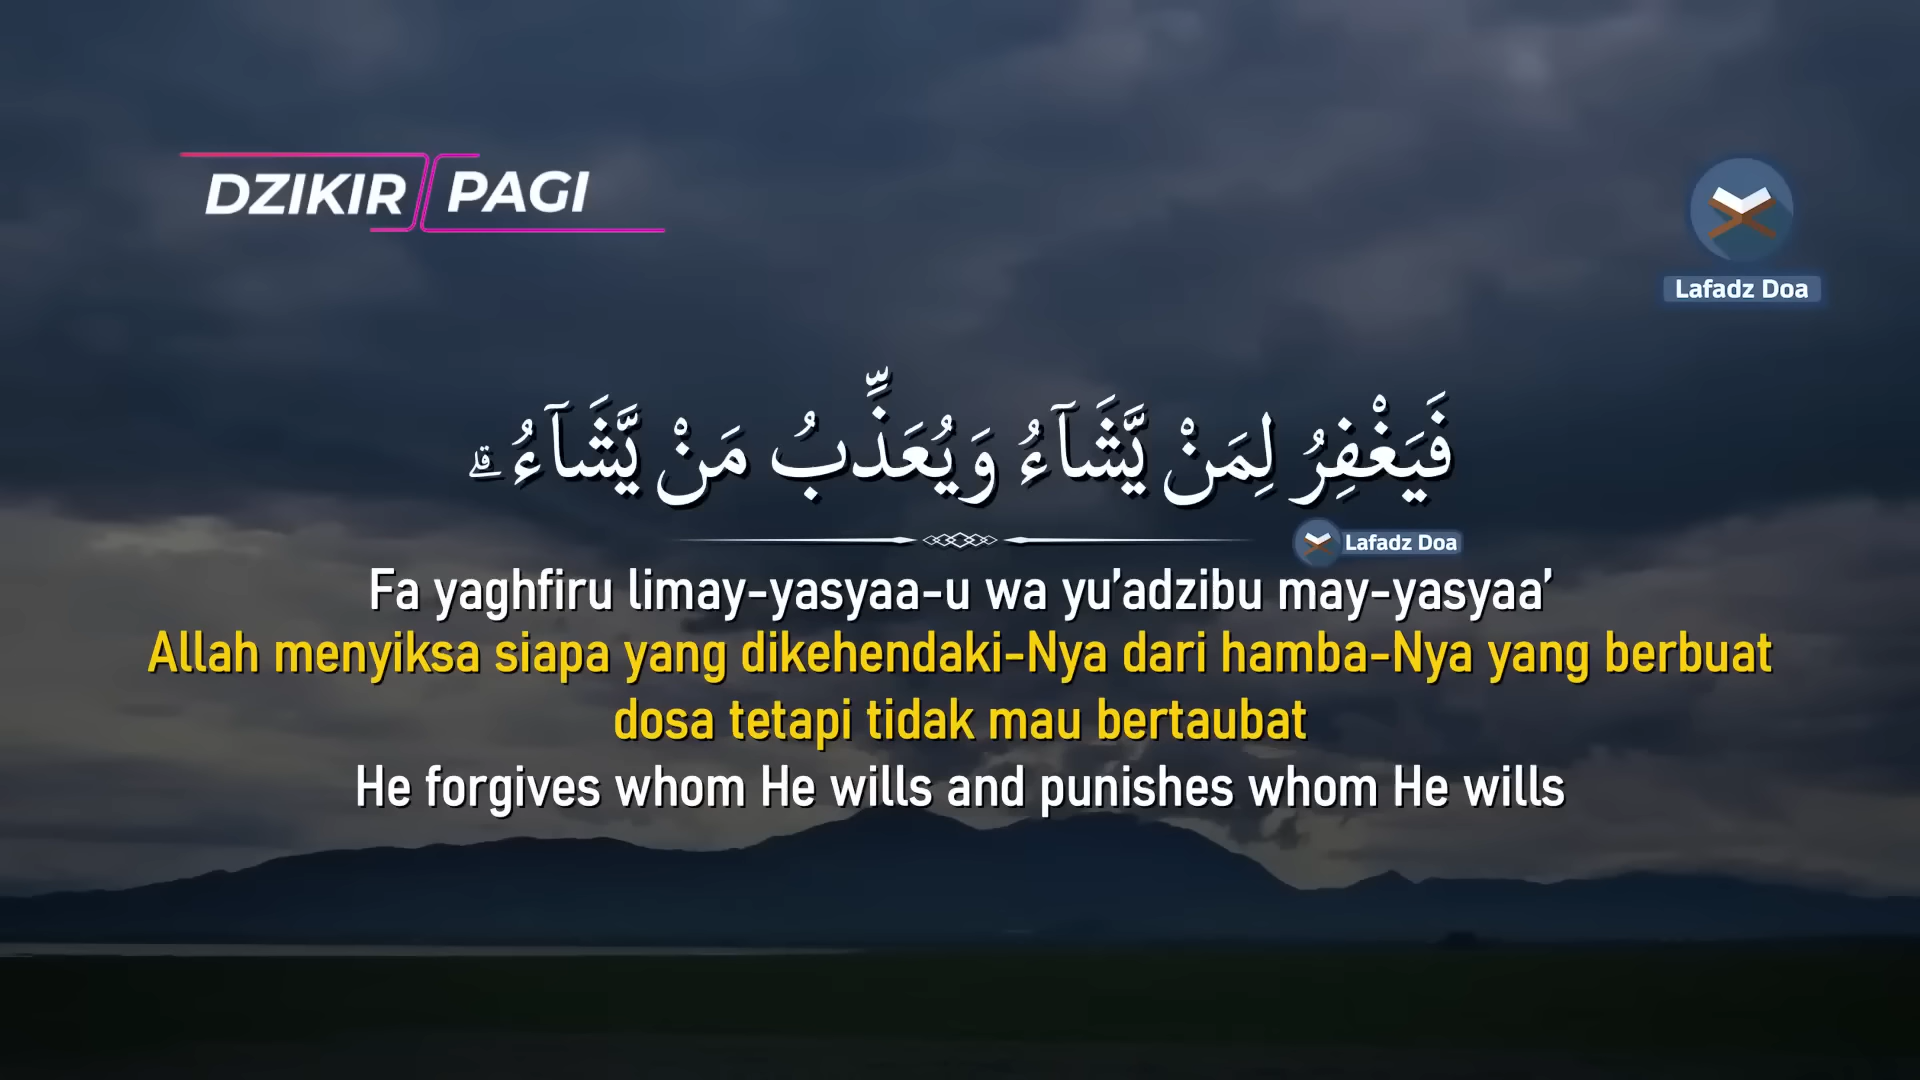 DZIKIR PAGI
Lafadz Doa
فَيَغْفِرُ لِمَنْ يَّشَآءُ وَيُعَذِّبُ مَنْ يَّشَآءُ ۗ
Lafadz Doa
Fa yaghfiru limay-yasyaa-u wa yu’adzibu may-yasyaa’
Allah menyiksa siapa yang dikehendaki-Nya dari hamba-Nya yang berbuat
dosa tetapi tidak mau bertaubat
He forgives whom He wills and punishes whom He wills